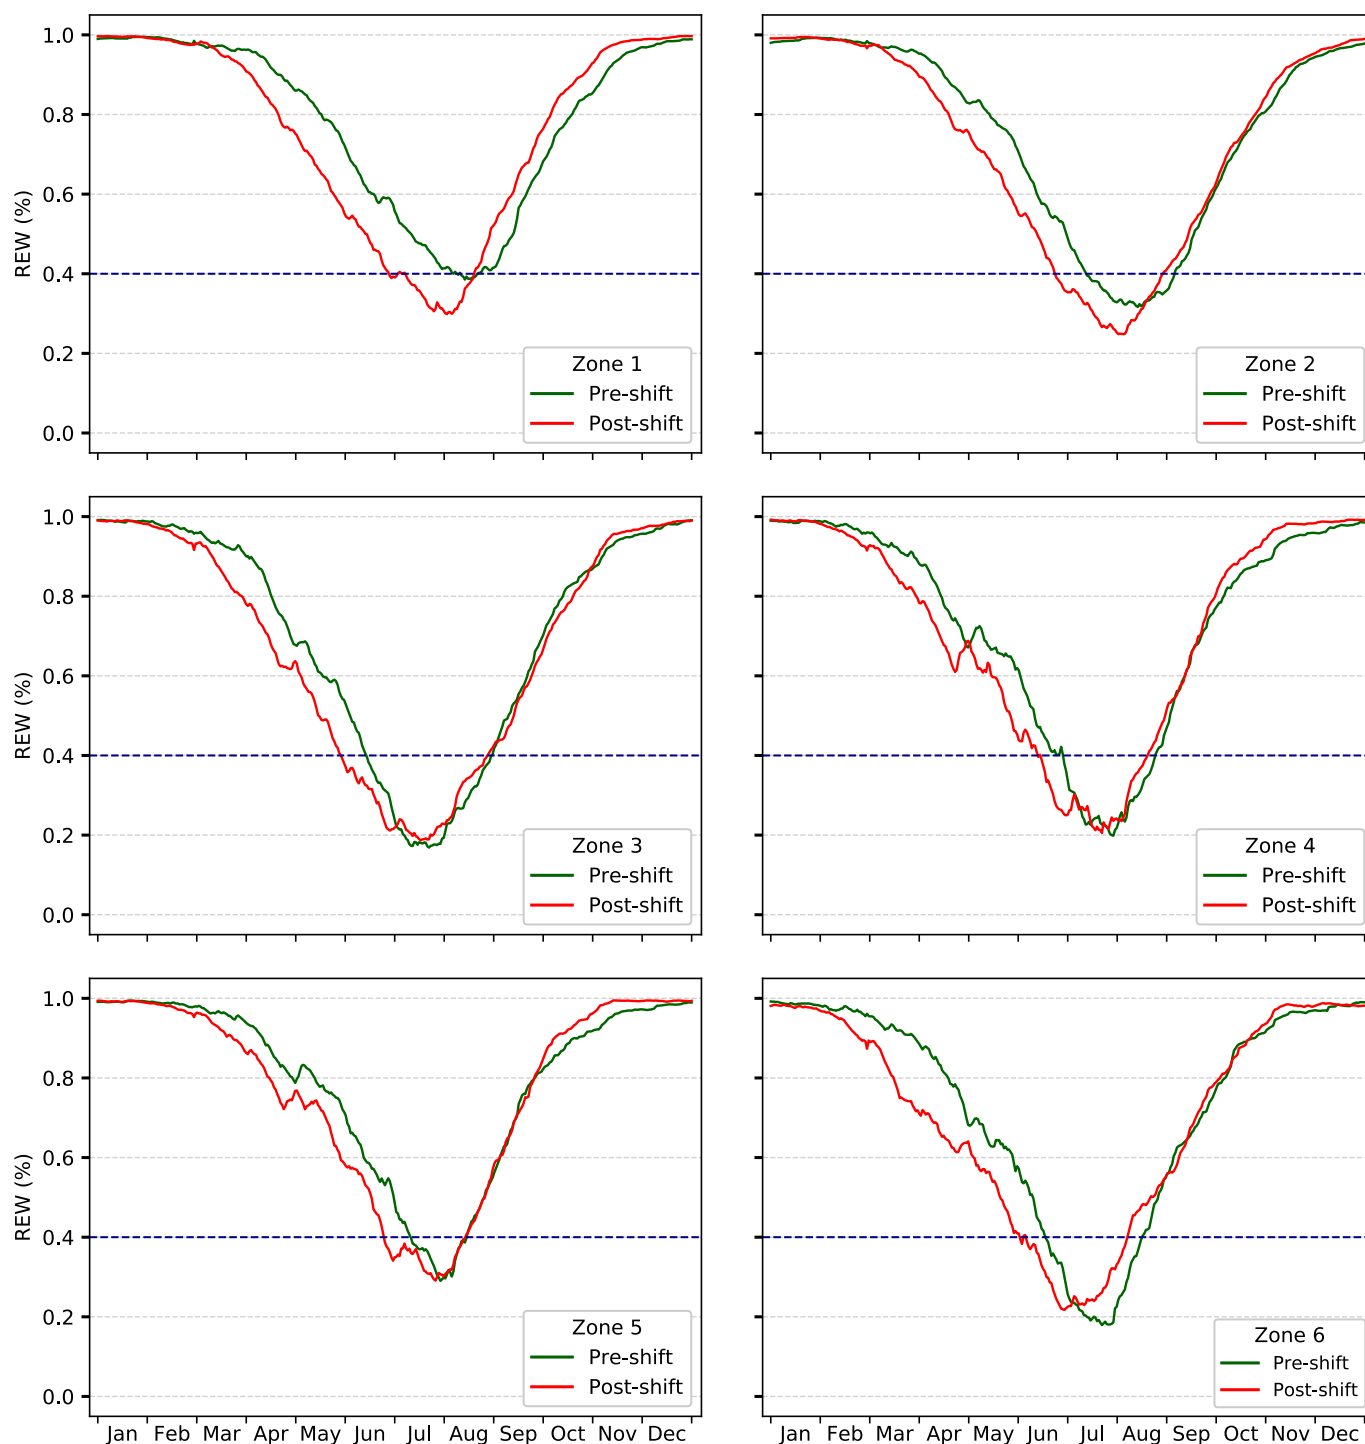 REW (%)
1.0
0.8
0.6
0.4
0.2
0.0
Zone 1
Pre-shift
Post-shift
Zone 2
Pre-shift
Post-shift
REW (%)
1.0
0.8
0.6
0.4
0.2
0.0
Zone 3
Pre-shift
Post-shift
Zone 4
Pre-shift
Post-shift
REW (%)
1.0
0.8
0.6
0.4
0.2
0.0
Zone 5
Pre-shift
Post-shift
Zone 6
Pre-shift
Post-shift
Jan Feb Mar Apr May Jun Jul Aug Sep Oct Nov Dec
Jan Feb Mar Apr May Jun Jul Aug Sep Oct Nov Dec